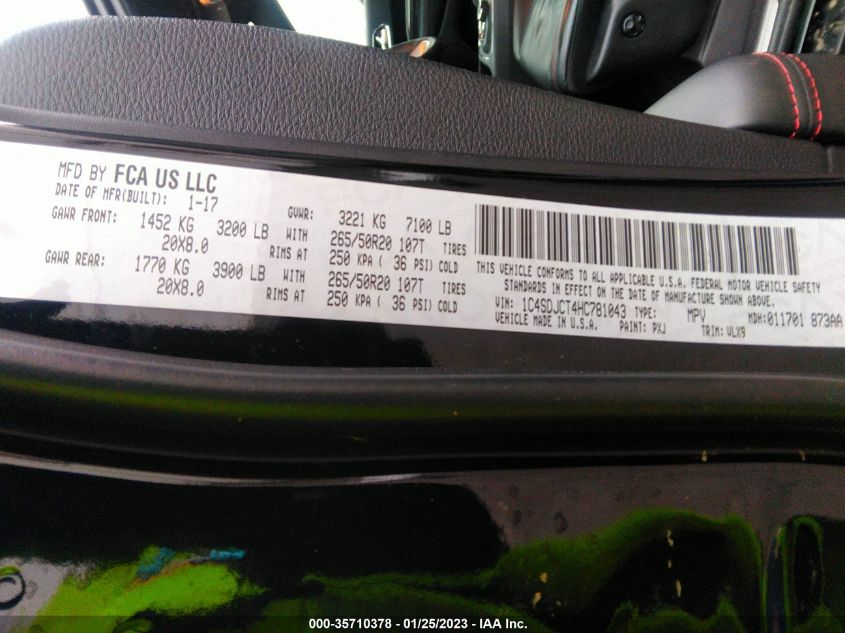 MFD BY FCA US LLC
DATE OF MFR(BUILT): 1-17
GAWR FRONT: 1452 KG 3200 LB WITH
20X8.0 RIMS AT
GAWR REAR: 1770 KG 3900 LB WITH
20X8.0 RIMS AT
GVWR: 3221 KG 7100 LB
265/50R20 107T TIRES
250 KPA ( 36 PSI) COLD
265/50R20 107T TIRES
250 KPA ( 36 PSI) COLD
THIS VEHICLE CONFORMS TO ALL APPLICABLE U.S.A. FEDERAL MOTOR VEHICLE SAFETY
STANDARDS IN EFFECT ON THE DATE OF MANUFACTURE SHOWN ABOVE.
VIN: 1C4SDJCT4HC781043 TYPE: MPV MDH:011701 873AA
VEHICLE MADE IN U.S.A. PAINT: PXJ TRIM: VLX9
000-35710378 - 01/25/2023 - IAA Inc.